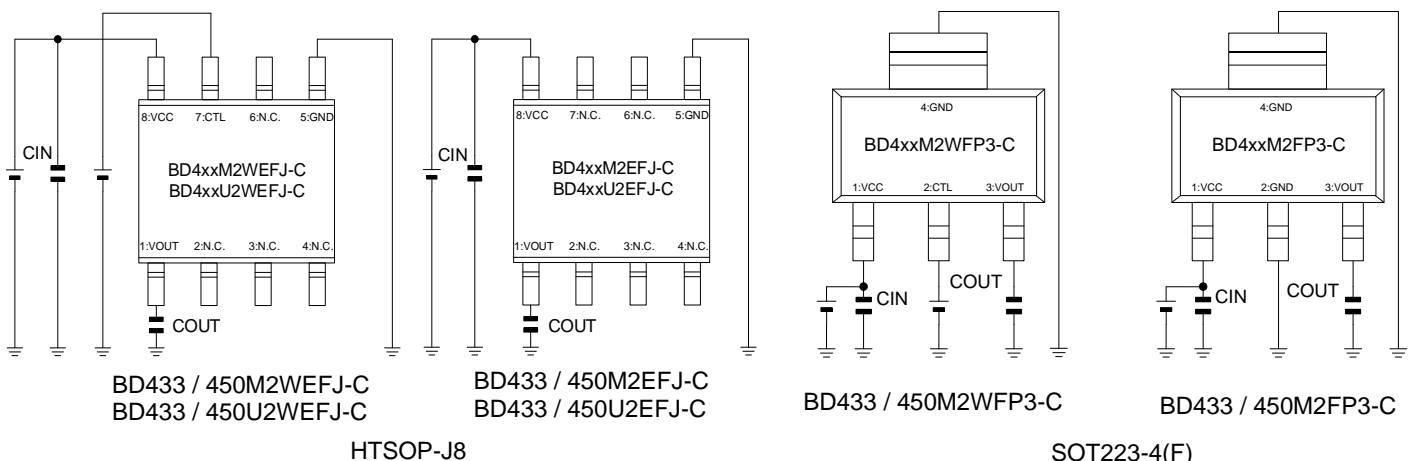 8:VCC 7:CTL 6:N.C. 5:GND
CIN
BD4xxM2WEFJ-C
BD4xxU2WEFJ-C
1:VOUT 2:N.C. 3:N.C. 4:N.C.
COUT
BD433 / 450M2WEFJ-C
BD433 / 450U2WEFJ-C
8:VCC 7:N.C. 6:N.C. 5:GND
CIN
BD4xxM2EFJ-C
BD4xxU2EFJ-C
1:VOUT 2:N.C. 3:N.C. 4:N.C.
COUT
BD433 / 450M2EFJ-C
BD433 / 450U2EFJ-C
HTSOP-J8
4:GND
BD4xxM2WFP3-C
1:VCC 2:CTL 3:VOUT
CIN
COUT
BD433 / 450M2WFP3-C
4:GND
BD4xxM2FP3-C
1:VCC 2:GND 3:VOUT
CIN
COUT
BD433 / 450M2FP3-C
SOT223-4(F)